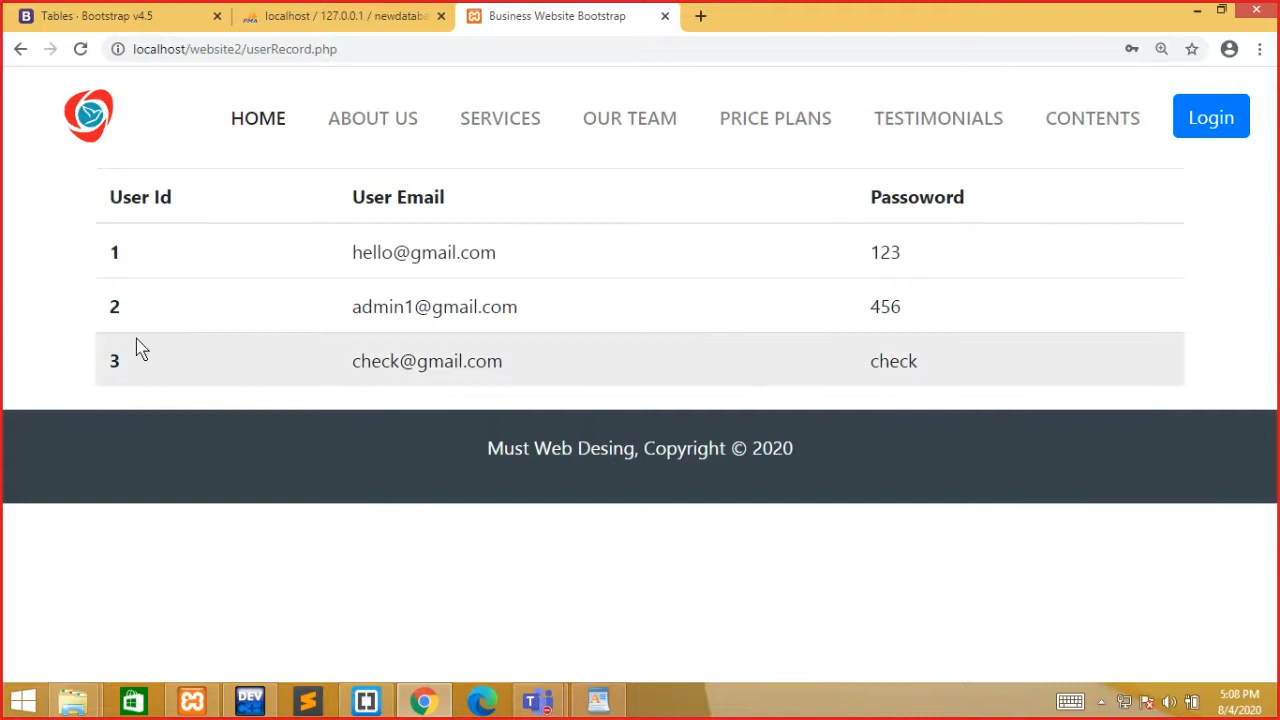 Tables · Bootstrap v4.5
localhost / 127.0.0.1 / newdataba
Business Website Bootstrap
localhost/website2/userRecord.php
HOME ABOUT US SERVICES OUR TEAM PRICE PLANS TESTIMONIALS CONTENTS Login
User Id User Email Passoword
1 hello@gmail.com 123
2 admin1@gmail.com 456
3 check@gmail.com check
Must Web Desing, Copyright © 2020
DEV
5:08 PM
8/4/2020